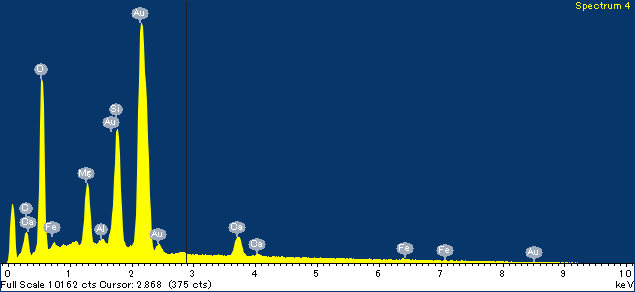 Spectrum 4
Au
O
Si
Au
Mg
C
Ca
Fe
Al
Au
Ca
Ca
Fe
Fe
Au
0 1 2 3 4 5 6 7 8 9 10
Full Scale 10162 cts Cursor: 2.868 (375 cts) keV